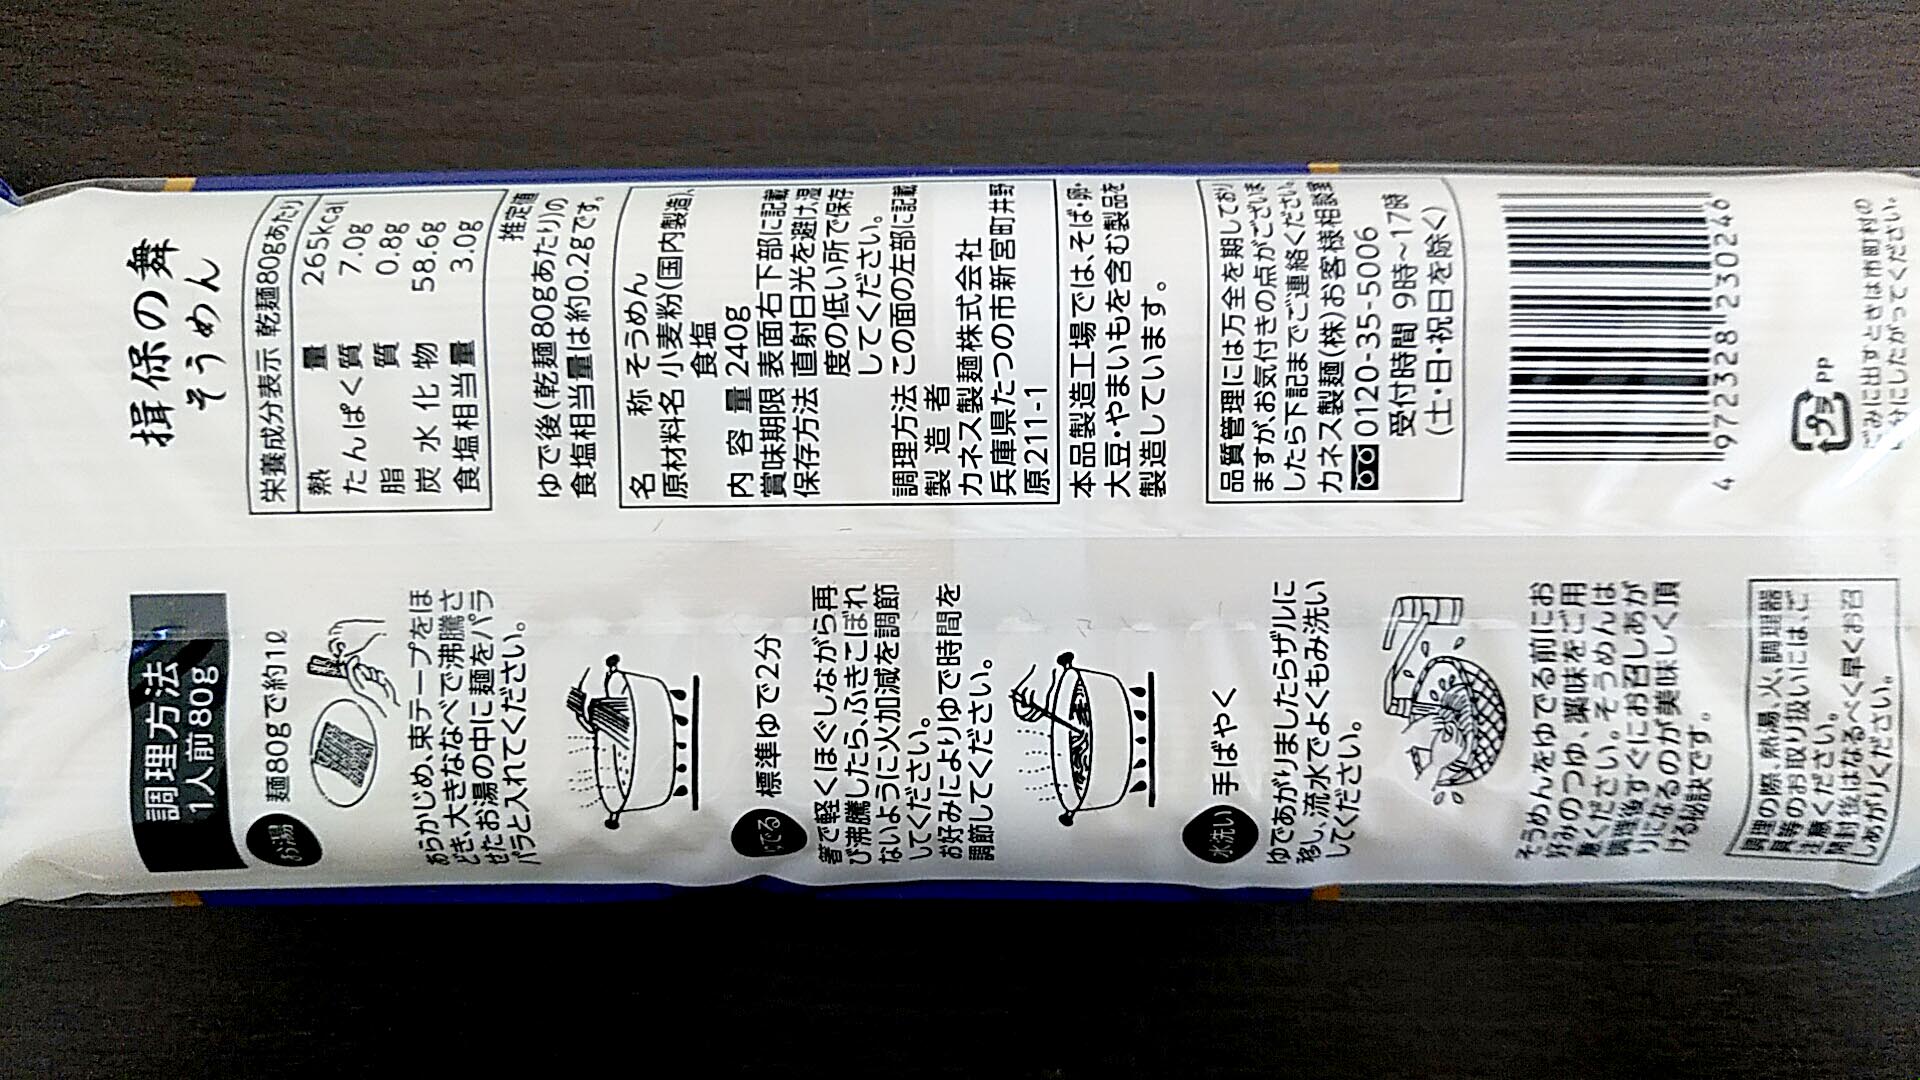 揖保の舞
そうめん
栄養成分表示 乾麺80gあたり
熱量 265kcal
たんぱく質 7.0g
脂質 0.8g
炭水化物 58.6g
食塩相当量 3.0g
推定値
ゆで後(乾麺80gあたり)の
食塩相当量は約0.2gです。
名称 そうめん
原材料名 小麦粉(国内製造)、
食塩
内容量 240g
賞味期限 表面右下部に記載
保存方法 直射日光を避け、湿
度の低い所で保存
してください。
調理方法 この面の左部に記載
製造者
カネス製麺株式会社
兵庫県たつの市新宮町井野
原211-1
本品製造工場では、そば・卵・
大豆・やまいもを含む製品を
製造しています。
品質管理には万全を期しており
ますが、お気付きの点がございま
したら下記までご連絡ください。
カネス製麺(株)お客様相談室
0120-35-5006
受付時間 9時~17時
(土・日・祝日を除く)
4 972328 230246
プラ PP
ごみに出すときは市町村の
区分にしたがってください。
調理方法
1人前80g
お湯 麺80gで約1ℓ
あらかじめ、束テープをほ
どき、大きななべで沸騰さ
せたお湯の中に麺をパラ
パラと入れてください。
ゆでる 標準ゆで2分
箸で軽くほぐしながら再
び沸騰したら、ふきこぼれ
ないように火加減を調節
してください。
お好みによりゆで時間を
調節してください。
水洗い 手ばやく
ゆであがりましたらザルに
移し、流水でよくもみ洗い
してください。
そうめんをゆでる前にお
好みのつゆ、薬味をご用
意ください。そうめんは
調理後すぐにお召しあが
りになるのが美味しく頂
ける秘訣です。
調理の際、熱湯、火、調理器
具等のお取り扱いには、ご
注意ください。
開封後はなるべく早くお召
しあがりください。